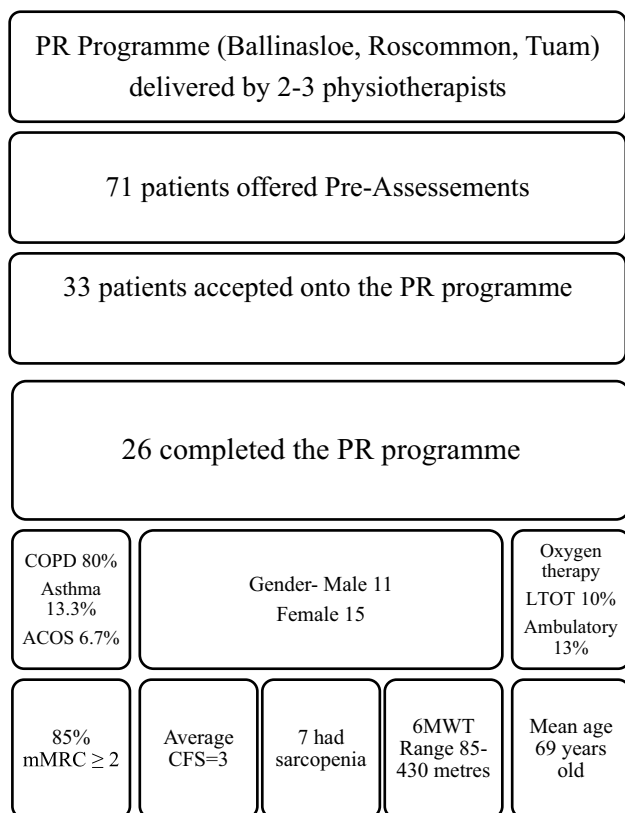 PR Programme (Ballinasloe, Roscommon, Tuam)
delivered by 2-3 physiotherapists
71 patients offered Pre-Assessements
33 patients accepted onto the PR programme
26 completed the PR programme
COPD 80%
Asthma
13.3%
ACOS 6.7%
Gender- Male 11
Female 15
Oxygen
therapy
LTOT 10%
Ambulatory
13%
85%
mMRC ≥ 2
Average
CFS=3
7 had
sarcopenia
6MWT
Range 85-
430 metres
Mean age
69 years
old